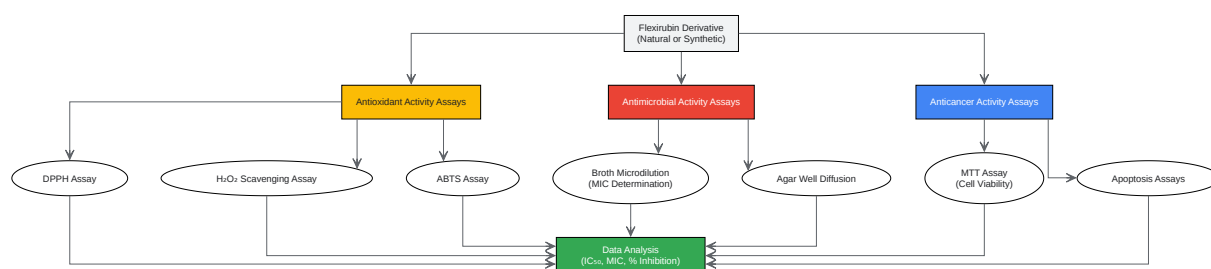 Flexirubin Derivative
(Natural or Synthetic)
Antioxidant Activity Assays
Antimicrobial Activity Assays
Anticancer Activity Assays
DPPH Assay
H₂O₂ Scavenging Assay
ABTS Assay
Broth Microdilution
(MIC Determination)
Agar Well Diffusion
MTT Assay
(Cell Viability)
Apoptosis Assays
Data Analysis
(IC₅₀, MIC, % Inhibition)